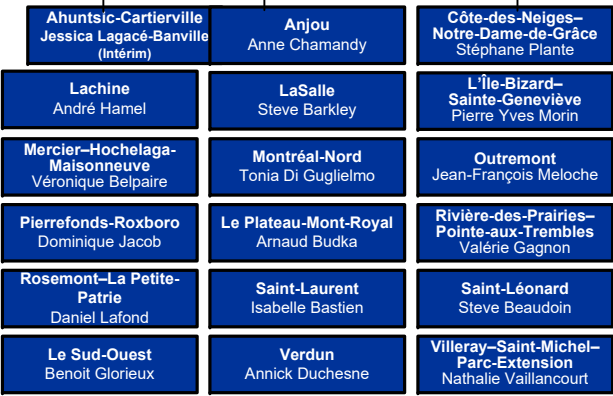 Ahuntsic-Cartierville
Jessica Lagacé-Banville
(Intérim)
Anjou
Anne Chamandy
Côte-des-Neiges–
Notre-Dame-de-Grâce
Stéphane Plante
Lachine
André Hamel
LaSalle
Steve Barkley
L'Île-Bizard–
Sainte-Geneviève
Pierre Yves Morin
Mercier–Hochelaga-
Maisonneuve
Véronique Belpaire
Montréal-Nord
Tonia Di Guglielmo
Outremont
Jean-François Meloche
Pierrefonds-Roxboro
Dominique Jacob
Le Plateau-Mont-Royal
Arnaud Budka
Rivière-des-Prairies–
Pointe-aux-Trembles
Valérie Gagnon
Rosemont–La Petite-
Patrie
Daniel Lafond
Saint-Laurent
Isabelle Bastien
Saint-Léonard
Steve Beaudoin
Le Sud-Ouest
Benoit Glorieux
Verdun
Annick Duchesne
Villeray–Saint-Michel–
Parc-Extension
Nathalie Vaillancourt